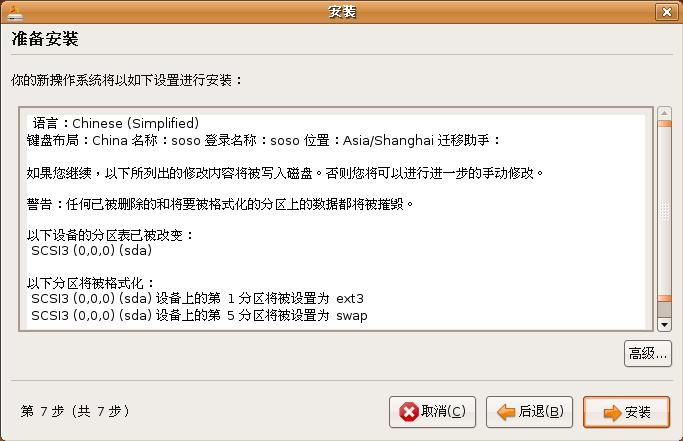 安装
准备安装
你的新操作系统将以如下设置进行安装：
语言：Chinese (Simplified)
键盘布局：China 名称：soso 登录名称：soso 位置：Asia/Shanghai 迁移助手：
如果您继续，以下所列出的修改内容将被写入磁盘。否则您将可以进行进一步的手动修改。
警告：任何已被删除的和将要被格式化的分区上的数据都将被摧毁。
以下设备的分区表已被改变：
SCSI3 (0,0,0) (sda)
以下分区将被格式化：
SCSI3 (0,0,0) (sda) 设备上的第 1 分区将被设置为 ext3
SCSI3 (0,0,0) (sda) 设备上的第 5 分区将被设置为 swap
高级...
第 7 步 (共 7 步)
取消(C)
后退(B)
安装